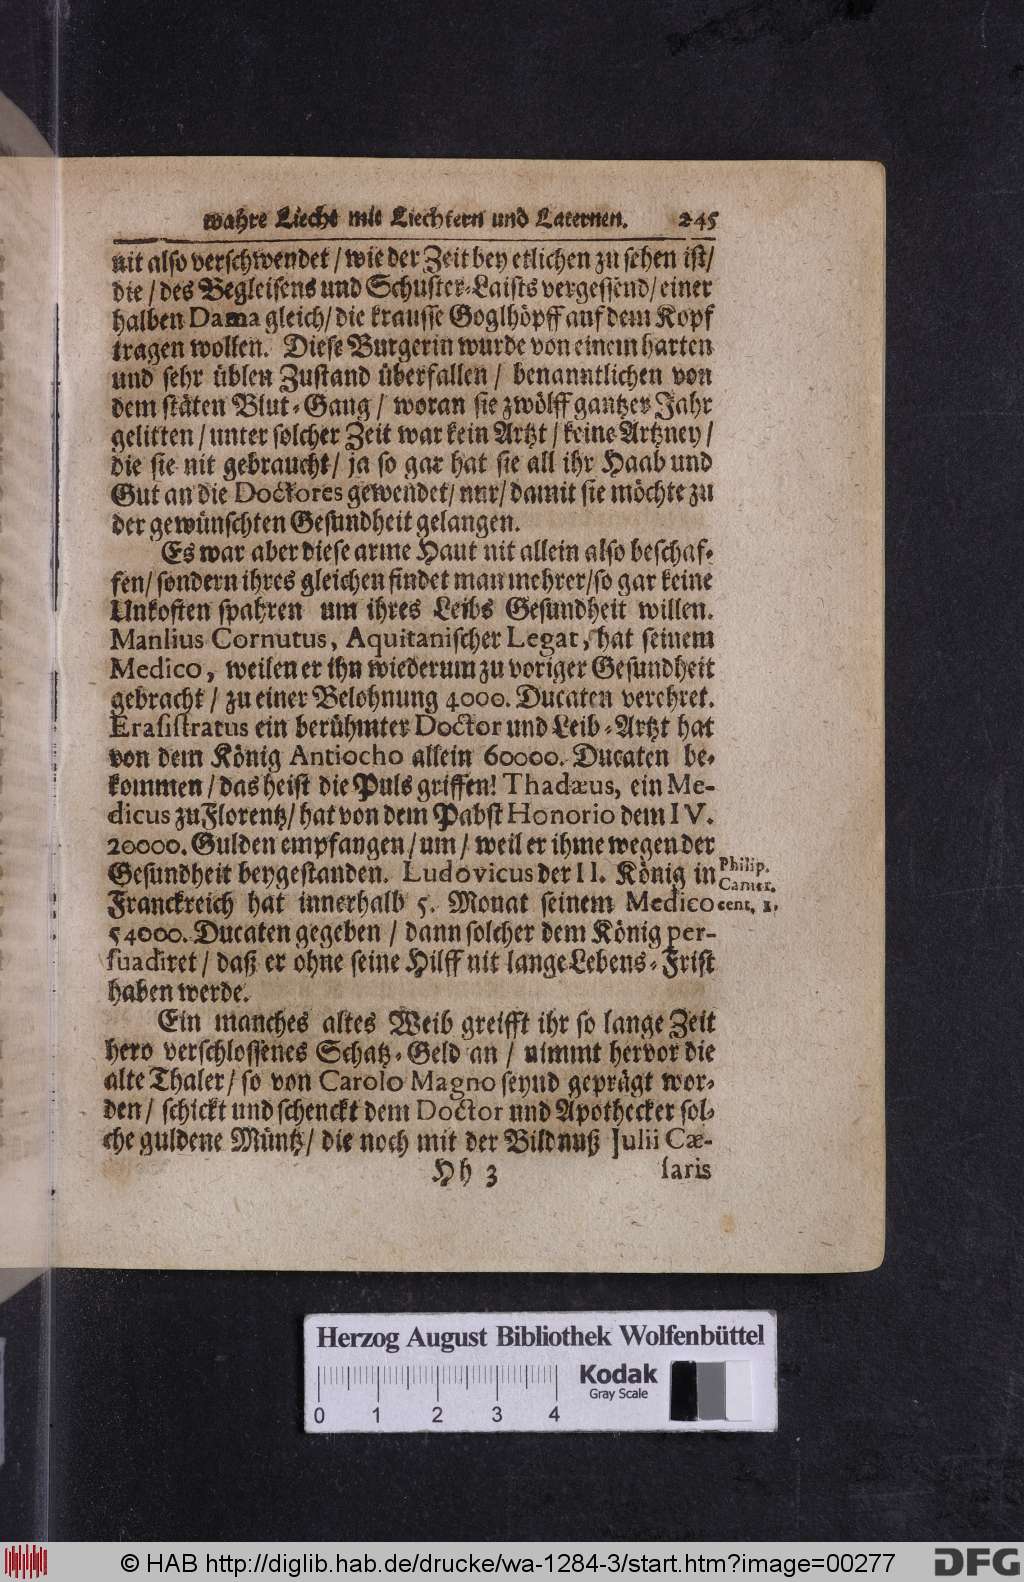 wahre Liecht mit Liechtern und Laternen. 245
nit also verschwendet / wie der Zeit bey etlichen zu sehen ist/
die / des Begleisens und Schuster-Laists vergessend/ einer
halben Dama gleich/ die krausse Goglhöpff auf dem Kopf
tragen wollen. Diese Burgerin wurde von einem harten
und sehr üblen Zustand überfallen / benanntlichen von
dem stäten Blut-Gang / woran sie zwölff gantzer Jahr
gelitten / unter solcher Zeit war kein Artzt / keine Artzney /
die sie nit gebraucht / ja so gar hat sie all ihr Haab und
Gut an die Doctores gewendet/ nur/ damit sie möchte zu
der gewünschten Gesundheit gelangen.
Es war aber diese arme Haut nit allein also beschaf-
fen/ sondern ihres gleichen findet man mehrer/ so gar keine
Unkosten spahren um ihres Leibs Gesundheit willen.
Manlius Cornutus, Aquitanischer Legat, hat seinem
Medico, weilen er ihn wiederum zu voriger Gesundheit
gebracht / zu einer Belohnung 4000. Ducaten verehret.
Erasistratus ein berühmter Doctor und Leib-Artzt hat
von dem König Antiocho allein 60000. Ducaten be-
kommen / das heist die Puls griffen! Thadæus, ein Me-
dicus zu Florentz/ hat von dem Pabst Honorio dem IV.
20000. Gulden empfangen / um / weil er ihme wegen der
Gesundheit beygestanden. Ludovicus der II. König in
Franckreich hat innerhalb 5. Monat seinem Medico
54000. Ducaten gegeben / dann solcher dem König per-
suadiret / daß er ohne seine Hilff nit lange Lebens-Frist
haben werde.
Philip.
Camer.
cent. 1.
Ein manches altes Weib greifft ihr so lange Zeit
hero verschlossenes Schatz-Geld an / nimmt hervor die
alte Thaler/ so von Carolo Magno seynd geprägt wor-
den / schickt und schenckt dem Doctor und Apothecker sol-
che guldene Müntz/ die noch mit der Bildnuß Julii Cæ-
Hh 3 saris
Herzog August Bibliothek Wolfenbüttel
Kodak
Gray Scale
0 1 2 3 4
© HAB http://diglib.hab.de/drucke/wa-1284-3/start.htm?image=00277
DFG